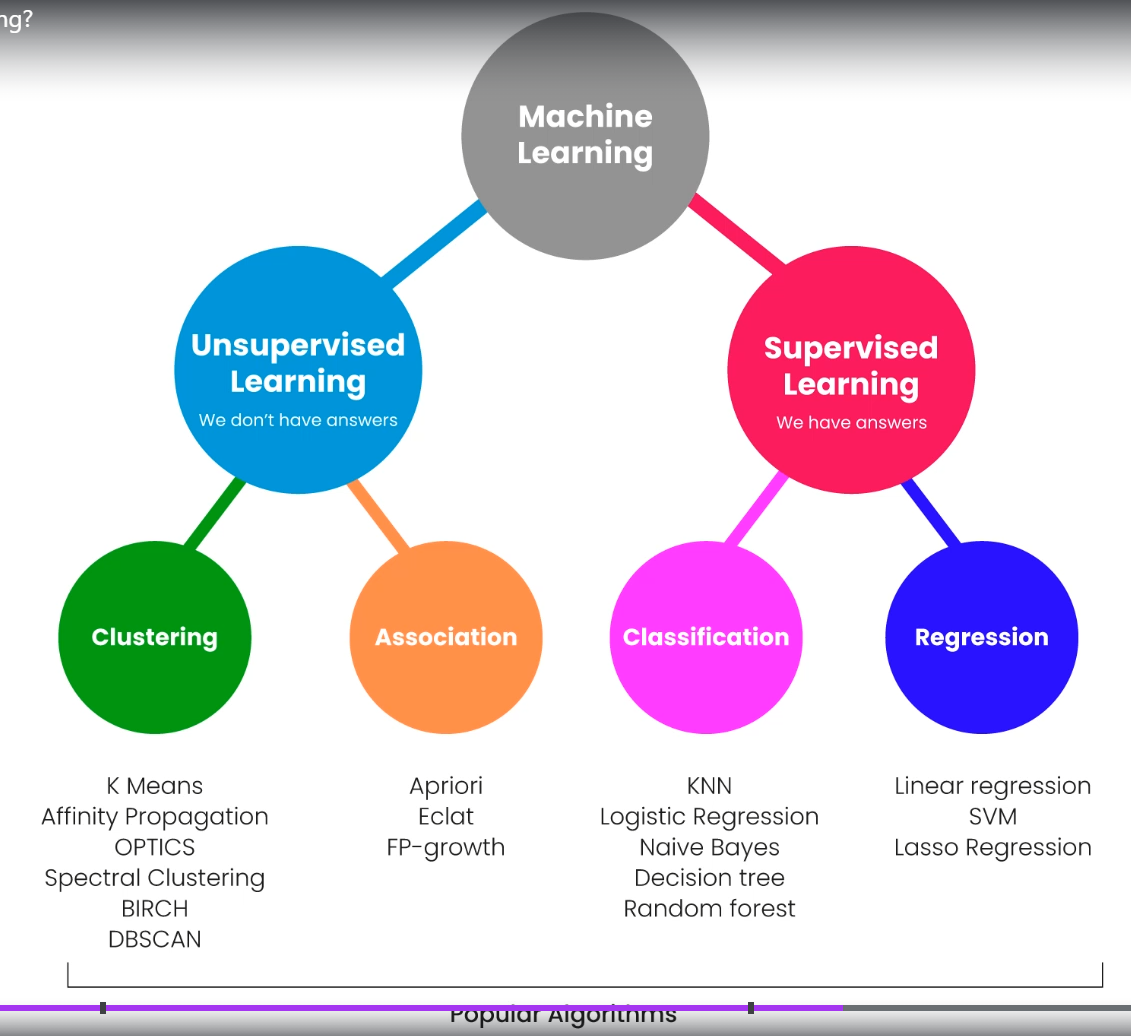 ng?
Machine
Learning
Unsupervised
Learning
We don't have answers
Supervised
Learning
We have answers
Clustering
Association
Classification
Regression
K Means
Affinity Propagation
OPTICS
Spectral Clustering
BIRCH
DBSCAN
Apriori
Eclat
FP-growth
KNN
Logistic Regression
Naive Bayes
Decision tree
Random forest
Linear regression
SVM
Lasso Regression
Popular Algorithms